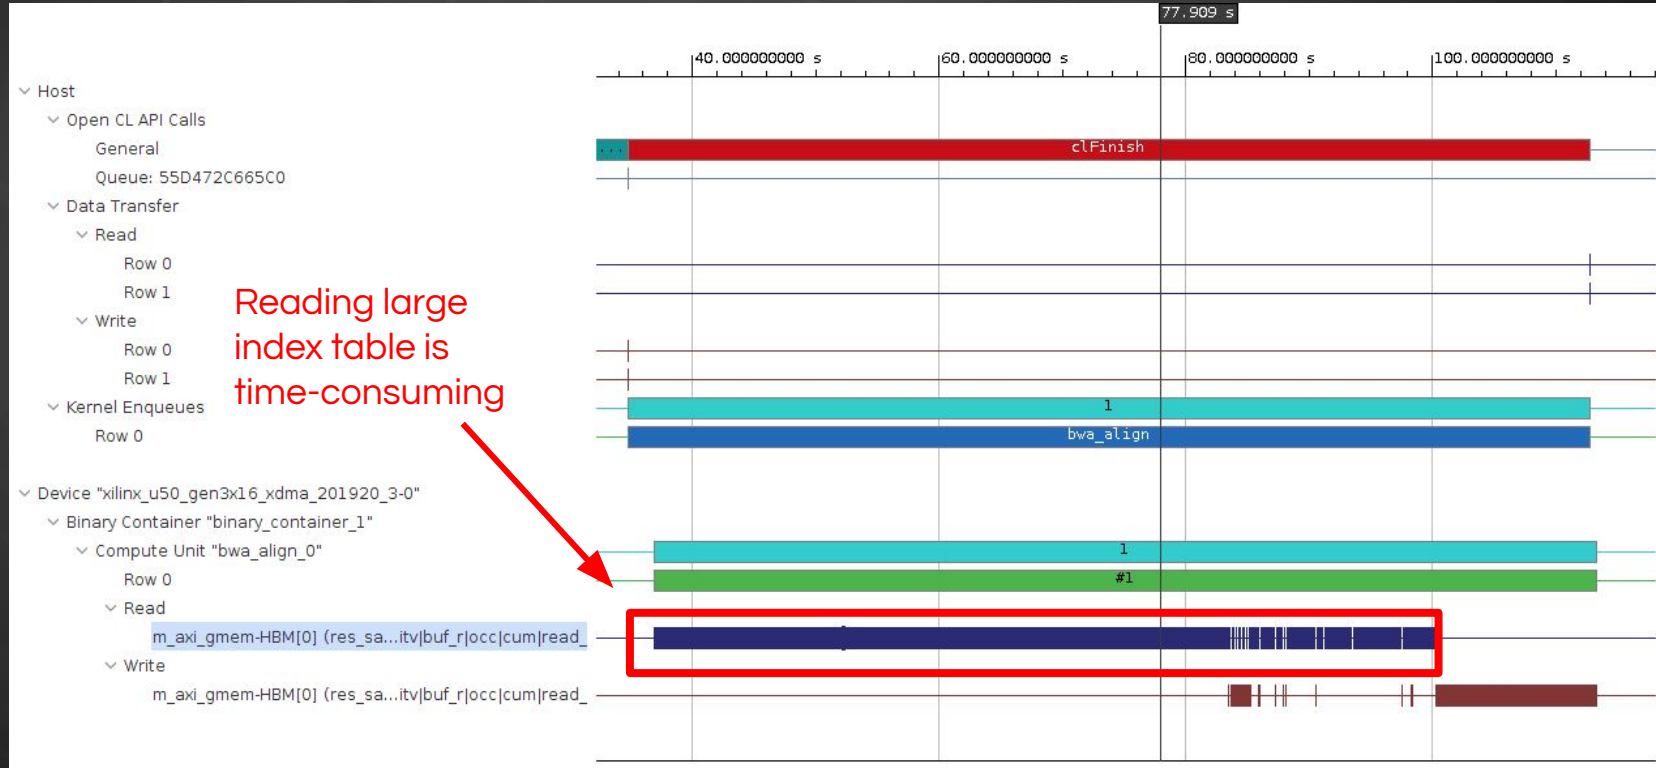 77.909 s
40.000000000 s
60.000000000 s
80.000000000 s
100.000000000 s
Host
Open CL API Calls
General
... clFinish
Queue: 55D472C665C0
Data Transfer
Read
Row 0
Row 1
Write
Row 0
Row 1
Reading large
index table is
time-consuming
Kernel Enqueues
1
Row 0
bwa_align
Device "xilinx_u50_gen3x16_xdma_201920_3-0"
Binary Container "binary_container_1"
Compute Unit "bwa_align_0"
1
Row 0
#1
Read
m_axi_gmem-HBM[0] (res_sa...itv|buf_r|occ|cum|read_
Write
m_axi_gmem-HBM[0] (res_sa...itv|buf_r|occ|cum|read_